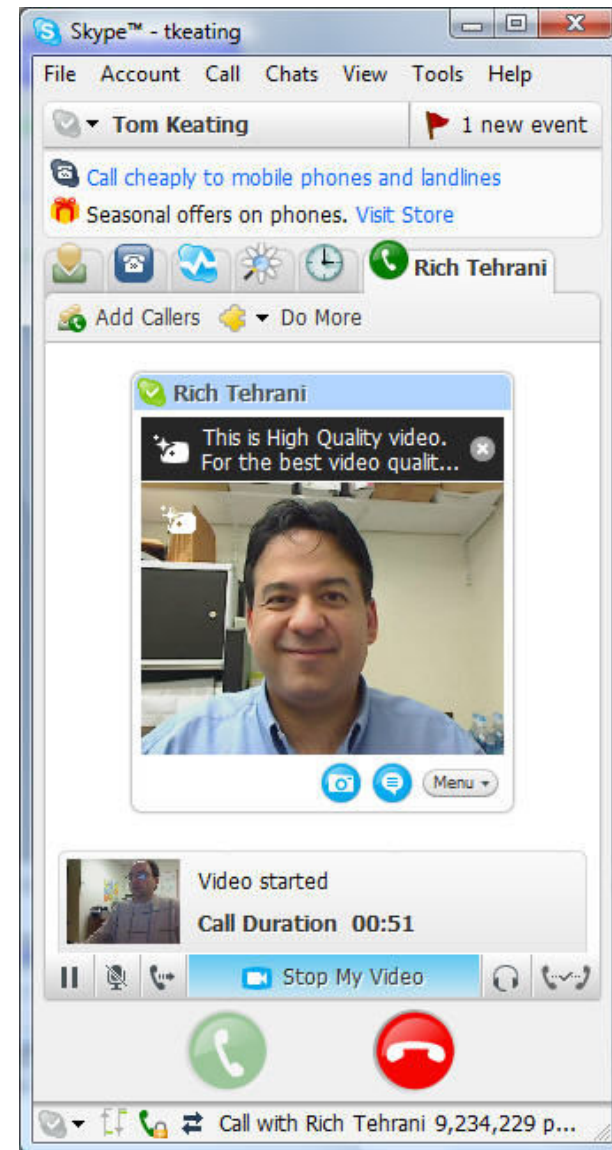 Skype™ - tkeating
File Account Call Chats View Tools Help
Tom Keating
1 new event
Call cheaply to mobile phones and landlines
Seasonal offers on phones. Visit Store
Rich Tehrani
Add Callers Do More
Rich Tehrani
This is High Quality video.
For the best video qualit...
Menu
Video started
Call Duration 00:51
Stop My Video
Call with Rich Tehrani 9,234,229 p...